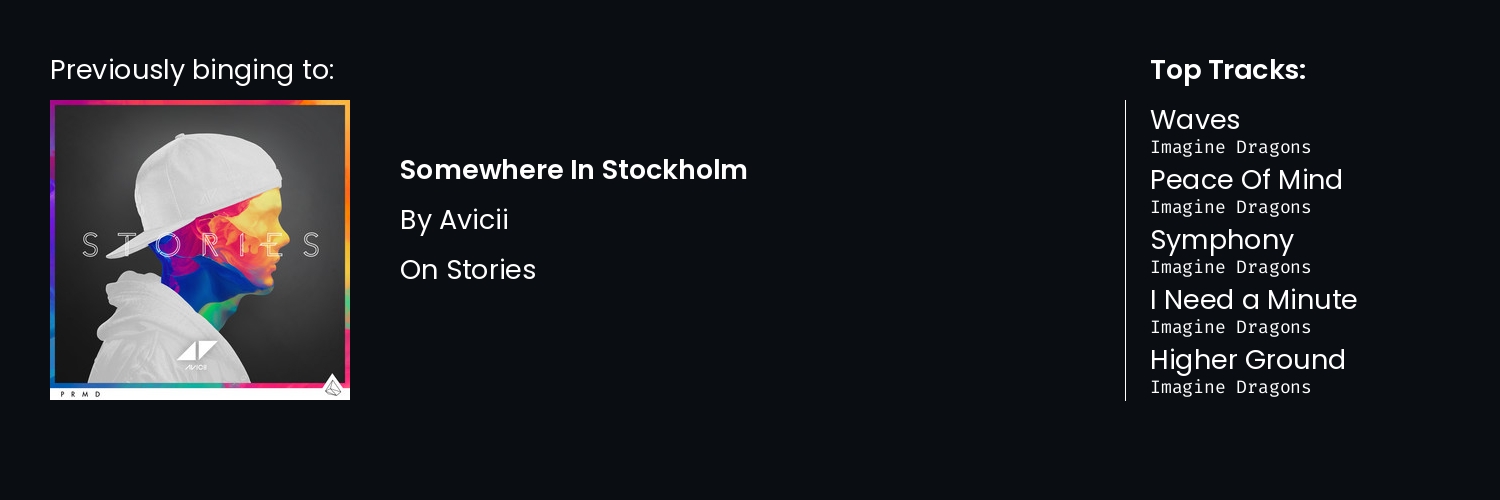 Previously binging to:
STORIES
AVICII
PRMD
Somewhere In Stockholm
By Avicii
On Stories
Top Tracks:
Waves
Imagine Dragons
Peace Of Mind
Imagine Dragons
Symphony
Imagine Dragons
I Need a Minute
Imagine Dragons
Higher Ground
Imagine Dragons